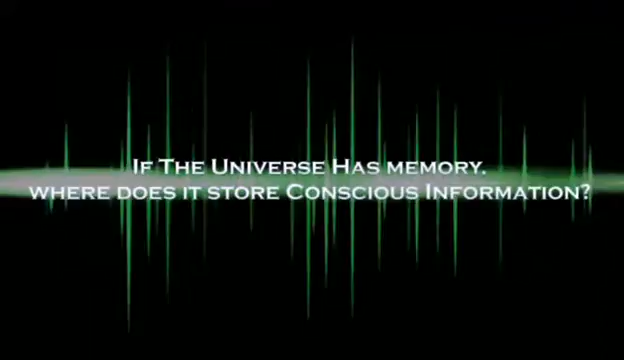 If The Universe Has memory.
where does it store Conscious Information?